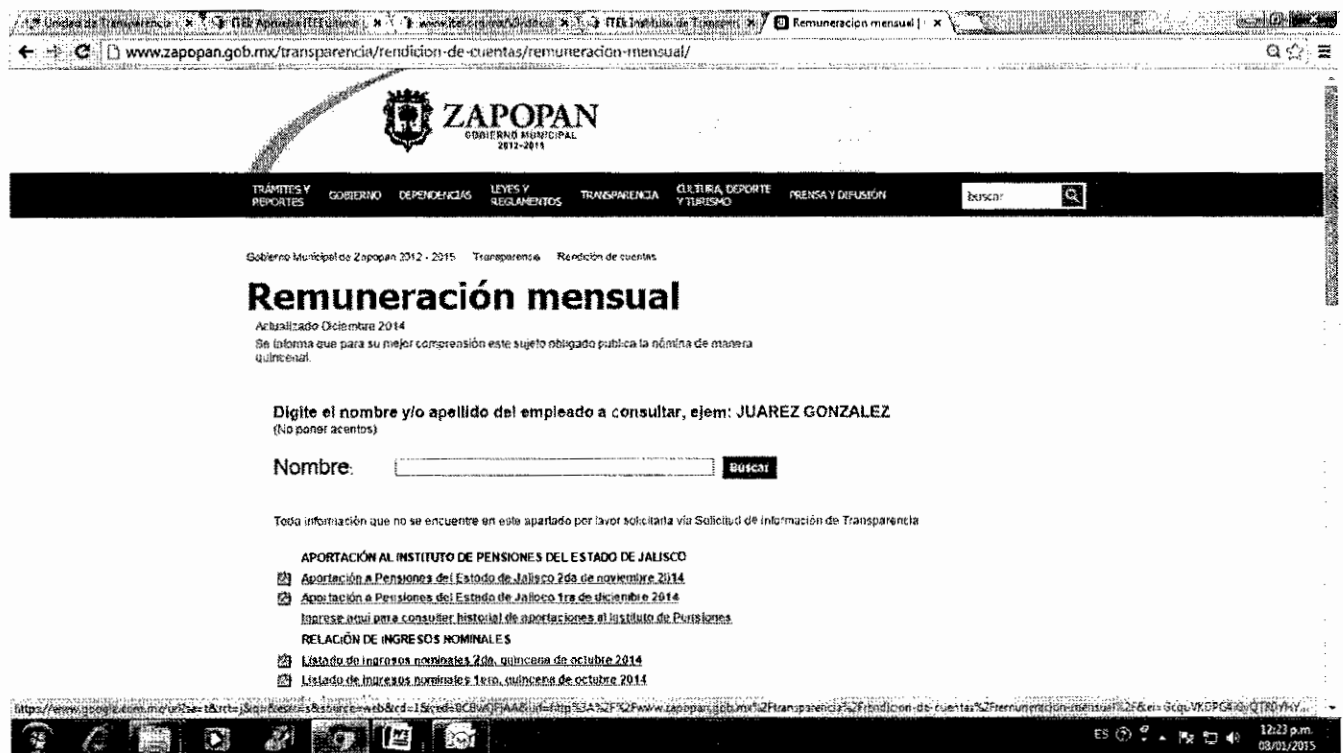 Unidad de Transparencia
Remuneracion mensual |
www.zapopan.gob.mx/transparencia/rendicion-de-cuentas/remuneracion-mensual/
ZAPOPAN
GOBIERNO MUNICIPAL
TRÁMITES Y REPORTES GOBIERNO DEPENDENCIAS LEYES Y REGLAMENTOS TRANSPARENCIA CULTURA, DEPORTE Y TURISMO PRENSA Y DIFUSIÓN buscar
Gobierno Municipal de Zapopan 2012 - 2015 Transparencia Rendición de cuentas
Remuneración mensual
Actualizado Diciembre 2014
Se informa que para su mejor comprensión este sujeto obligado publica la nómina de manera
quincenal.
Digite el nombre y/o apellido del empleado a consultar, ejem: JUAREZ GONZALEZ
(No poner acentos)
Nombre: Buscar
Toda información que no se encuentre en este apartado por favor solicitarla vía Solicitud de Información de Transparencia
APORTACIÓN AL INSTITUTO DE PENSIONES DEL ESTADO DE JALISCO
Aportación a Pensiones del Estado de Jalisco 2da de noviembre 2014
Aportación a Pensiones del Estado de Jalisco 1ra de diciembre 2014
Ingrese aqui para consultar historial de aportaciones al Instituto de Pensiones
RELACIÓN DE INGRESOS NOMINALES
Listado de ingresos nominales 2da. quincena de octubre 2014
Listado de ingresos nominales 1era. quincena de octubre 2014
ES
12:23 p.m.
08/01/2015